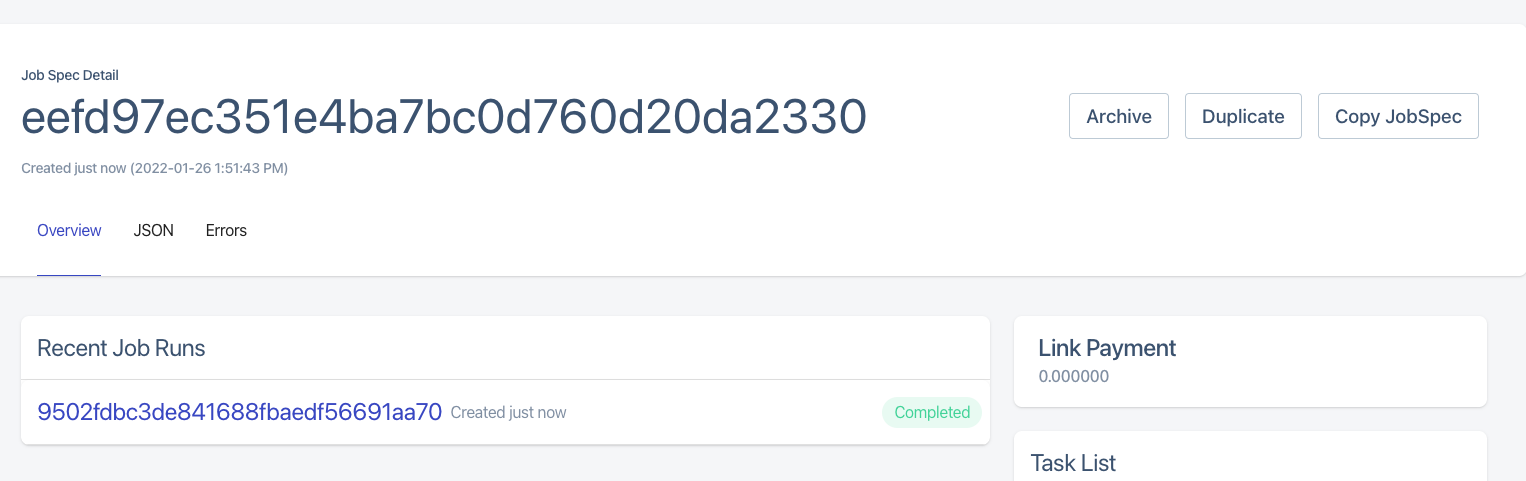 Job Spec Detail
eefd97ec351e4ba7bc0d760d20da2330
Archive
Duplicate
Copy JobSpec
Created just now (2022-01-26 1:51:43 PM)
Overview
JSON
Errors
Recent Job Runs
9502fdbc3de841688fbaedf56691aa70 Created just now
Completed
Link Payment
0.000000
Task List